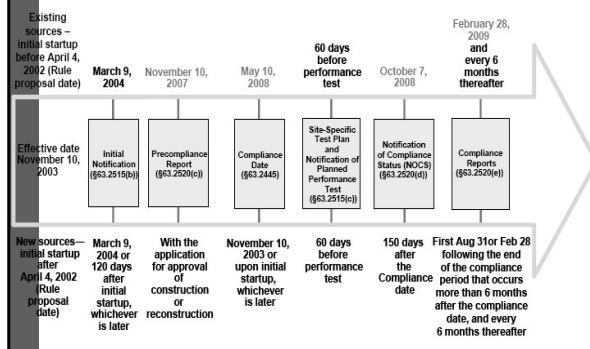 Existing
sources –
initial startup
before April 4,
2002 (Rule
proposal date)
March 9,
2004
November 10,
2007
May 10,
2008
60 days
before
performance
test
October 7,
2008
February 28,
2009
and
every 6
months
thereafter
Effective date
November 10,
2003
Initial
Notification
(§63.2515(b))
Precompliance
Report
(§63.2520(c))
Compliance
Date
(§63.2445)
Site-Specific
Test Plan
and
Notification of
Planned
Performance
Test
(§63.2515(c))
Notification
of Compliance
Status (NOCS)
(§63.2520(d))
Compliance
Reports
(§63.2520(e))
New sources—
initial startup
after
April 4, 2002
(Rule
proposal
date)
March 9,
2004 or
120 days
after
initial
startup,
whichever
is later
With the
application
for approval
of
construction
or
reconstruction
November 10,
2003 or
upon initial
startup,
whichever
is later
60 days
before
performance
test
150 days
after
the
Compliance
date
First Aug 31or Feb 28
following the end
of the compliance
period that occurs
more than 6 months
after the compliance
date, and every
6 months thereafter